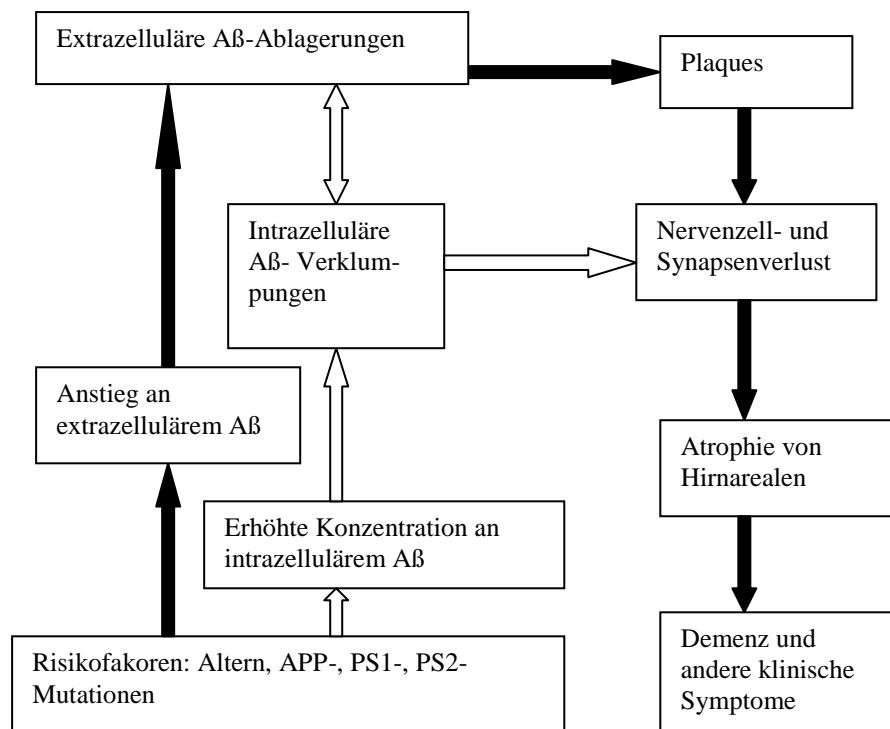 Extrazelluläre Aß-Ablagerungen
Plaques
Intrazelluläre
Aß- Verklum-
pungen
Nervenzell- und
Synapsenverlust
Anstieg an
extrazellulärem Aß
Atrophie von
Hirnarealen
Erhöhte Konzentration an
intrazellulärem Aß
Risikofakoren: Altern, APP-, PS1-, PS2-
Mutationen
Demenz und
andere klinische
Symptome